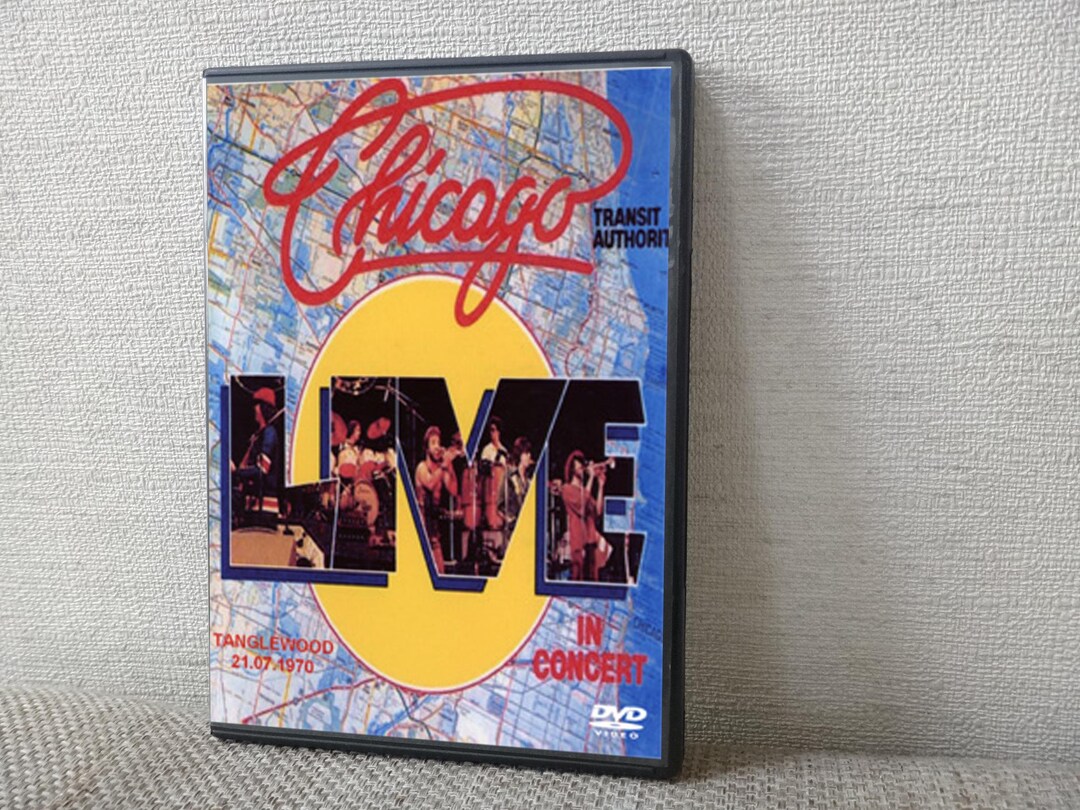 Chicago
TRANSIT
AUTHORIT
LIVE
TANGLEWOOD
21.07.1970
IN
CONCERT
DVD
VIDEO